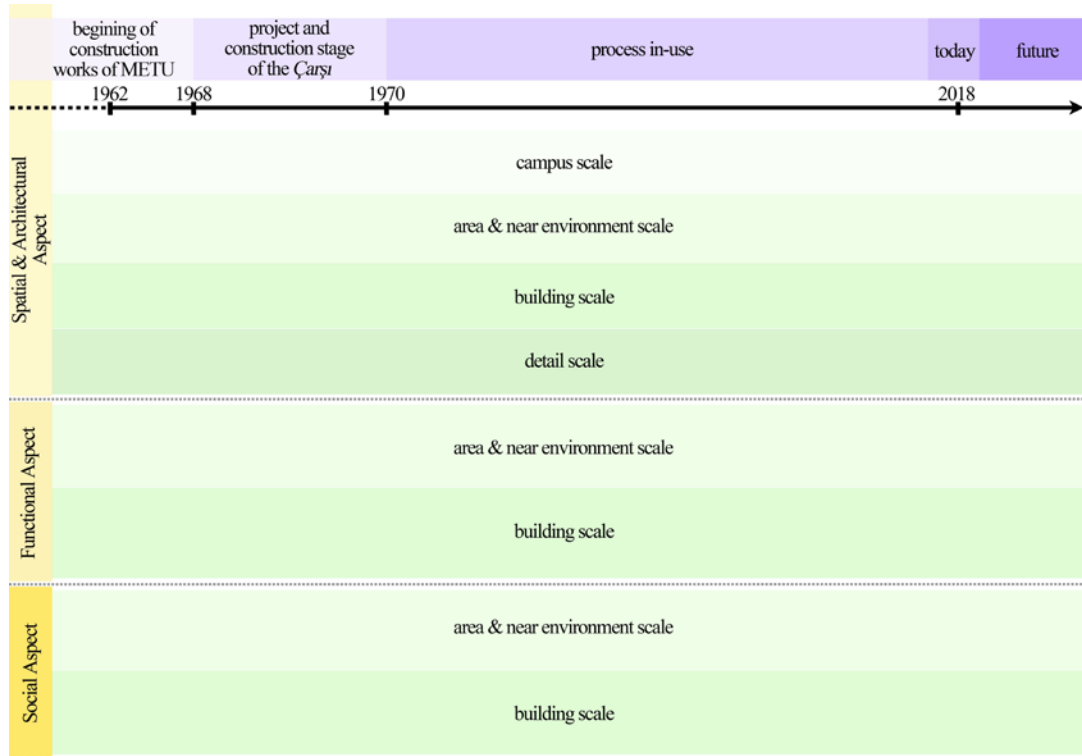 begining of
construction
works of METU
project and
construction stage
of the Çarşı
process in-use
today
future
1962
1968
1970
2018
Spatial & Architectural
Aspect
campus scale
area & near environment scale
building scale
detail scale
Functional Aspect
area & near environment scale
building scale
Social Aspect
area & near environment scale
building scale